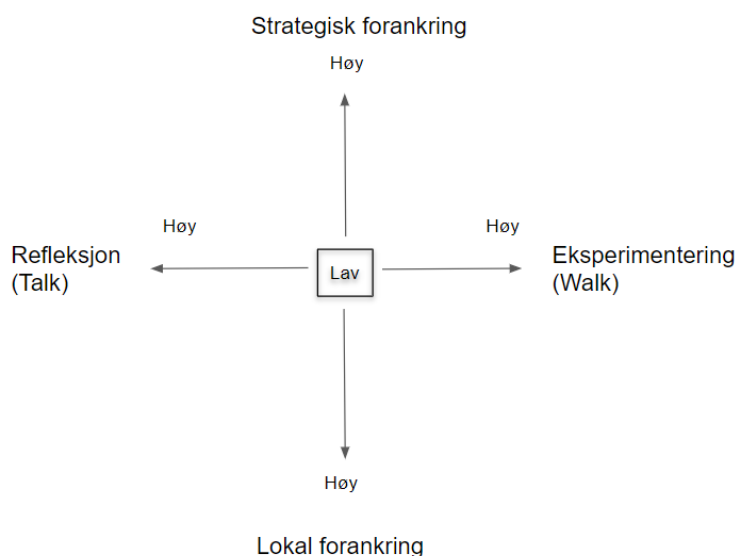 Strategisk forankring
Høy
Høy
Høy
Refleksjon
(Talk)
Lav
Eksperimentering
(Walk)
Høy
Lokal forankring